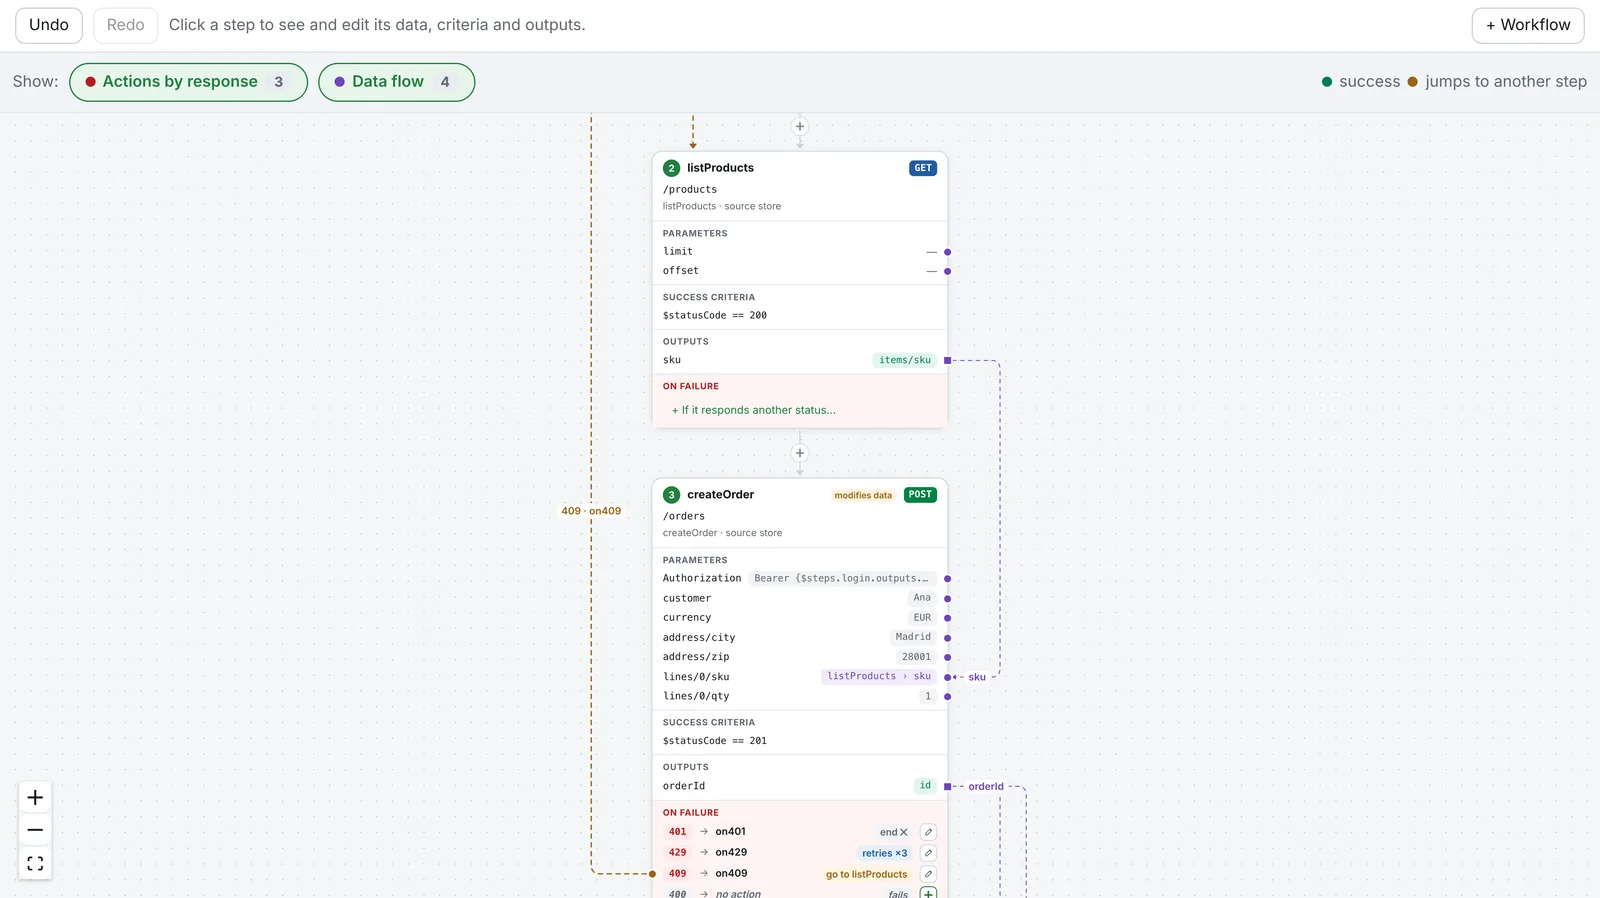 Undo
Redo
Click a step to see and edit its data, criteria and outputs.
+ Workflow
Show:
Actions by response 3
Data flow 4
success
jumps to another step
2 listProducts GET
/products
listProducts · source store
PARAMETERS
limit —
offset —
SUCCESS CRITERIA
$statusCode == 200
OUTPUTS
sku items/sku
ON FAILURE
+ If it responds another status...
3 createOrder modifies data POST
409 · on409
/orders
createOrder · source store
PARAMETERS
Authorization Bearer {$steps.login.outputs.…
customer Ana
currency EUR
address/city Madrid
address/zip 28001
lines/0/sku listProducts › sku
sku
lines/0/qty 1
SUCCESS CRITERIA
$statusCode == 201
OUTPUTS
orderId id
orderId
ON FAILURE
401 → on401 end ×
429 → on429 retries ×3
409 → on409 go to listProducts
400 → no action fails